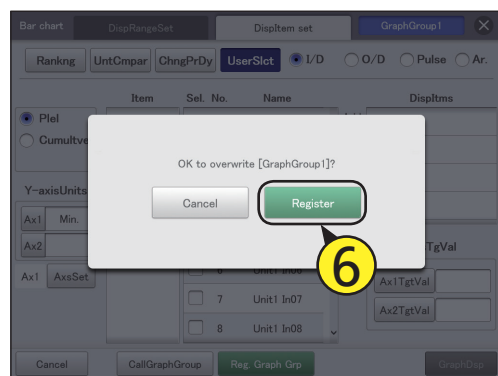 Bar chart DispRangeSet DispItem set GraphGroup1
Rankng UntCmpar ChngPrDy UserSlct I/D O/D Pulse Ar.
Item Sel. No. Name DispItms
Plel
Cumultve
OK to overwrite [GraphGroup1]?
Cancel Register
6
Y-axisUnits
Ax1 Min.
Ax2 TgVal
Ax1 AxsSet 6 Unit1 In06 Ax1TgtVal
7 Unit1 In07 Ax2TgtVal
8 Unit1 In08
Cancel CallGraphGroup Reg. Graph Grp GraphDsp